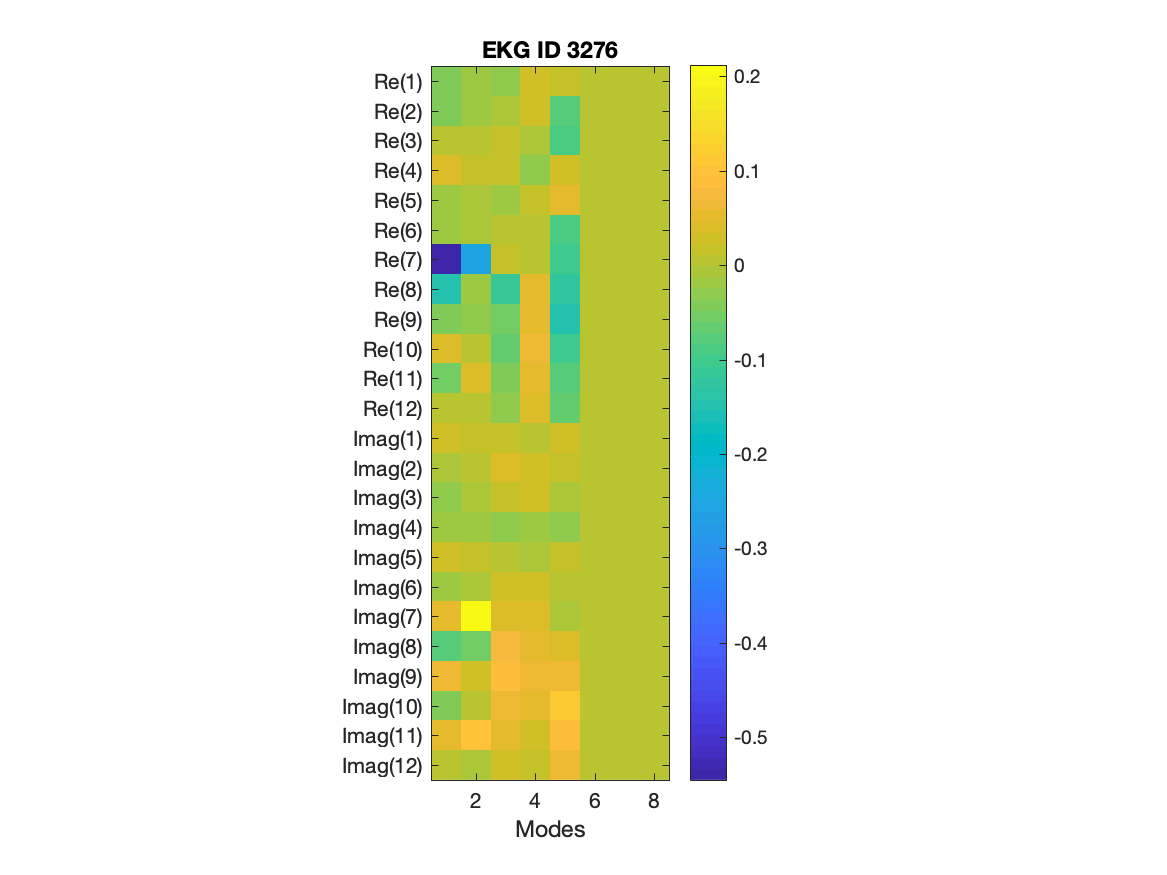 EKG ID 3276
Re(1)
Re(2)
Re(3)
Re(4)
Re(5)
Re(6)
Re(7)
Re(8)
Re(9)
Re(10)
Re(11)
Re(12)
Imag(1)
Imag(2)
Imag(3)
Imag(4)
Imag(5)
Imag(6)
Imag(7)
Imag(8)
Imag(9)
Imag(10)
Imag(11)
Imag(12)
2 4 6 8
Modes
0.2
0.1
0
-0.1
-0.2
-0.3
-0.4
-0.5